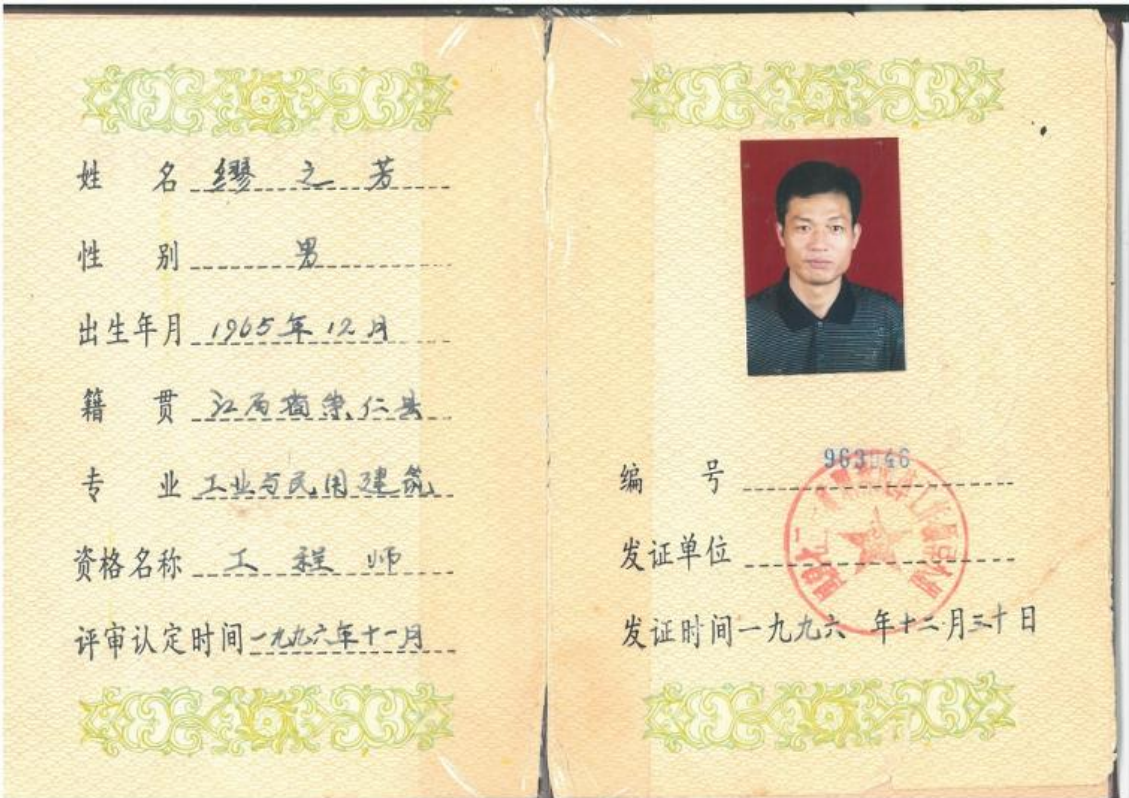 姓 名 缪之芳
性 别 男
出生年月 1965年12月
籍 贯 江西省崇仁县
专 业 工业与民用建筑
资格名称 工程师
评审认定时间 一九九六年十一月
编 号 963046
发证单位
发证时间一九九六 年十二月三十日